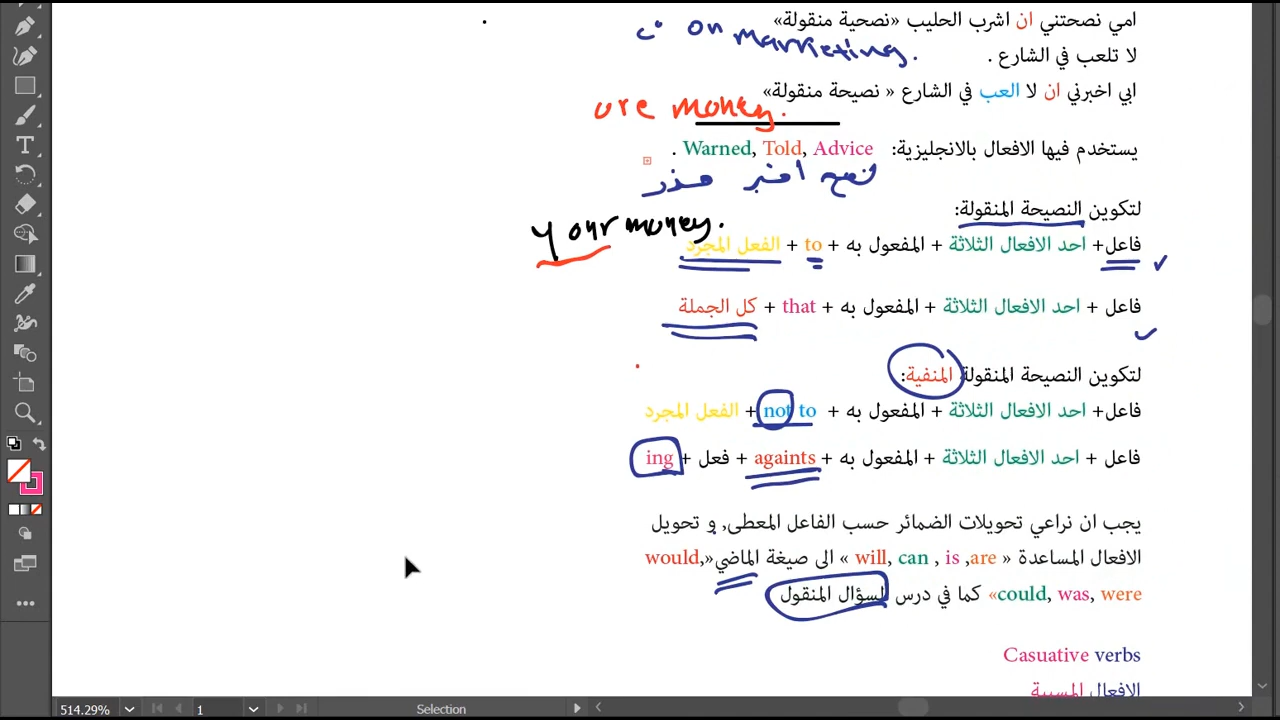 امي نصحتني ان اشرب الحليب «نصحية منقولة»
on marrieting.
لا تلعب في الشارع .
ابي اخبرني ان لا العب في الشارع « نصيحة منقولة»
are money.
يستخدم فيها الافعال بالانجليزية: Warned, Told, Advice .
نصح اخبر حذر
لتكوين النصيحة المنقولة:
your money.
فاعل+ احد الافعال الثلاثة + المفعول به + to + الفعل المجرد
فاعل + احد الافعال الثلاثة + المفعول به + that + كل الجملة
لتكوين النصيحة المنقولة المنفية:
فاعل+ احد الافعال الثلاثة + المفعول به + not to + الفعل المجرد
فاعل + احد الافعال الثلاثة + المفعول به + againts + فعل + ing
يجب ان نراعي تحويلات الضمائر حسب الفاعل المعطى, و تحويل
الافعال المساعدة « will, can , is ,are » الى صيغة الماضي «would,
could, was, were» كما في درس السؤال المنقول
Casuative verbs
الافعال المسببة
514.29% 1 Selection